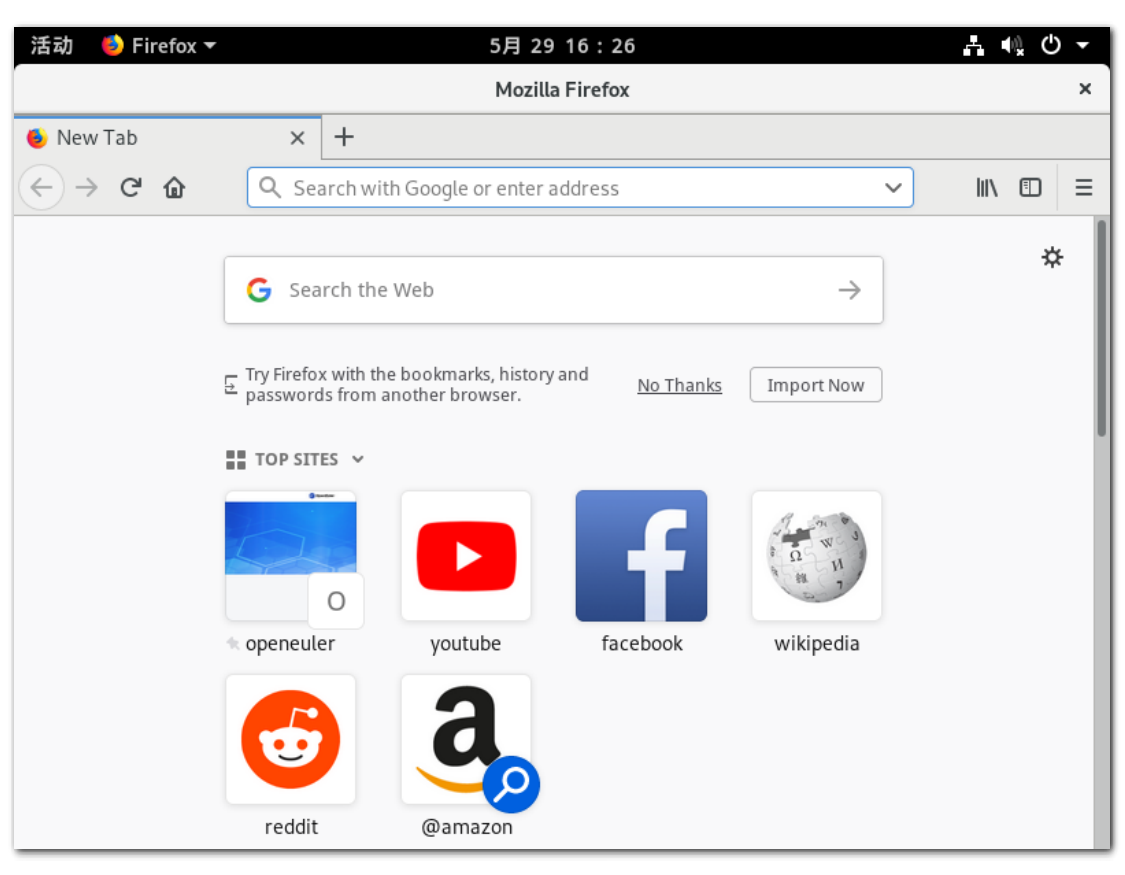 活动 Firefox 5月 29 16 : 26
Mozilla Firefox
New Tab
Search with Google or enter address
Search the Web
Try Firefox with the bookmarks, history and
passwords from another browser.
No Thanks
Import Now
TOP SITES
O
openeuler
youtube
facebook
wikipedia
reddit
@amazon